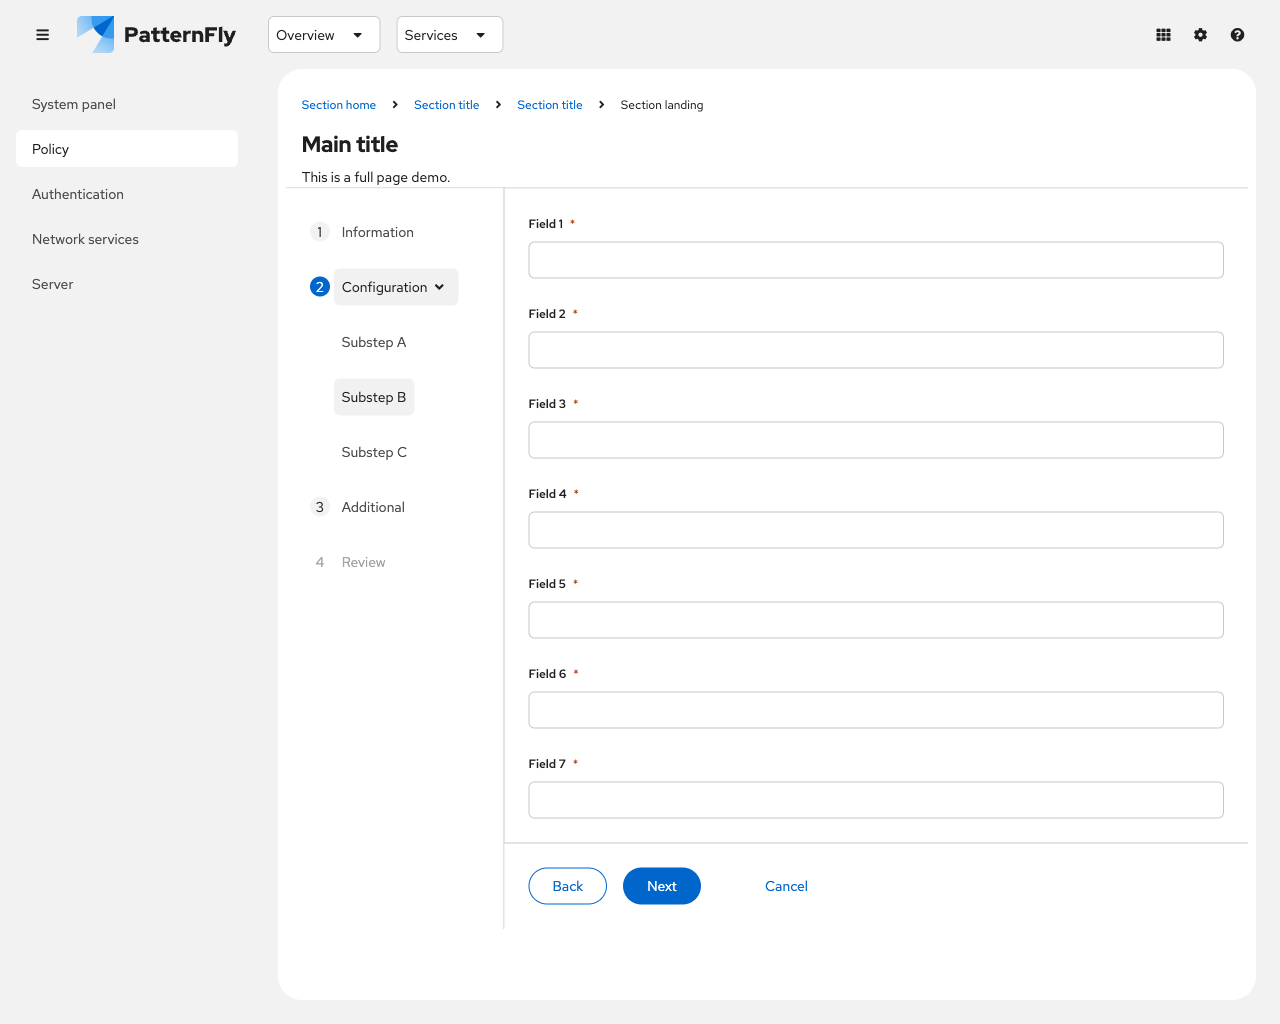 PatternFly
Overview
Services
System panel
Policy
Authentication
Network services
Server
Section home Section title Section title Section landing
Main title
This is a full page demo.
1 Information
2 Configuration
Substep A
Substep B
Substep C
3 Additional
4 Review
Field 1 *
Field 2 *
Field 3 *
Field 4 *
Field 5 *
Field 6 *
Field 7 *
Back Next Cancel